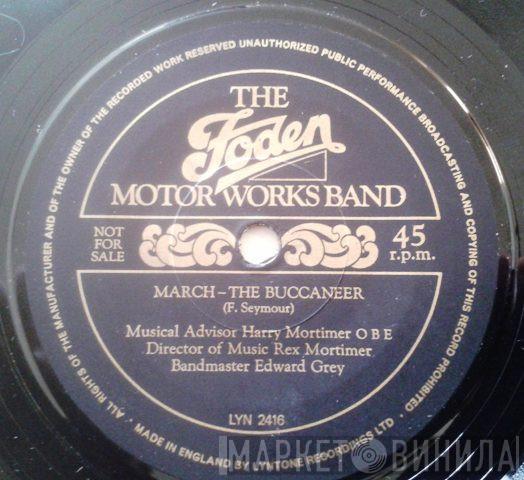 ALL RIGHTS OF THE MANUFACTURER AND OF THE OWNER OF THE RECORDED WORK RESERVED UNAUTHORIZED PUBLIC PERFORMANCE BROADCASTING AND COPYING OF THIS RECORD PROHIBITED
THE
Foden
MOTOR WORKS BAND
NOT
FOR
SALE
45
r.p.m.
MARCH – THE BUCCANEER
(F. Seymour)
Musical Advisor Harry Mortimer O B E
Director of Music Rex Mortimer
Bandmaster Edward Grey
LYN 2416
MADE IN ENGLAND BY LYNTONE RECORDINGS LTD
МАРКЕТ ВИНИЛА